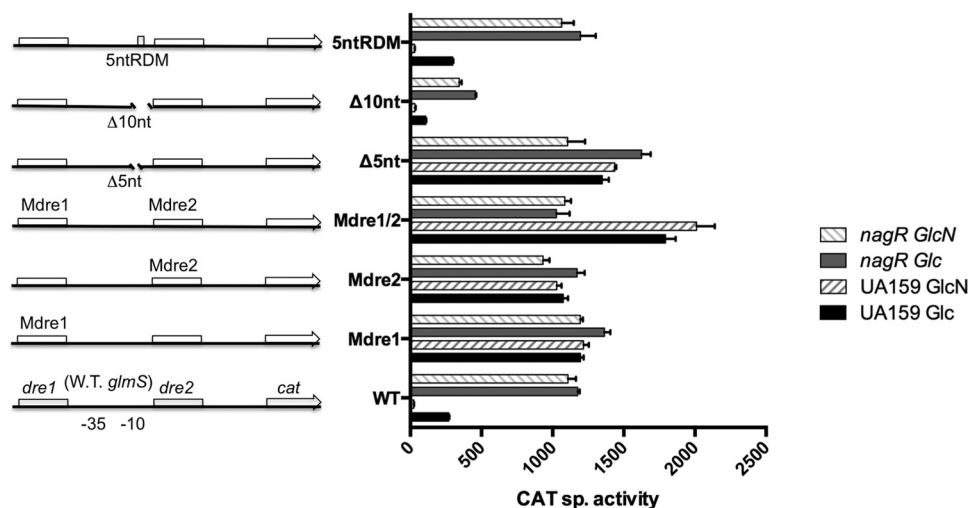 5ntRDM
Δ10nt
Δ5nt
Mdre1 Mdre2
Mdre2
Mdre1
dre1 (W.T. glmS) dre2 cat
-35 -10
5ntRDM
Δ10nt
Δ5nt
Mdre1/2
Mdre2
Mdre1
WT
0 500 1000 1500 2000 2500
CAT sp. activity
nagR GlcN
nagR Glc
UA159 GlcN
UA159 Glc